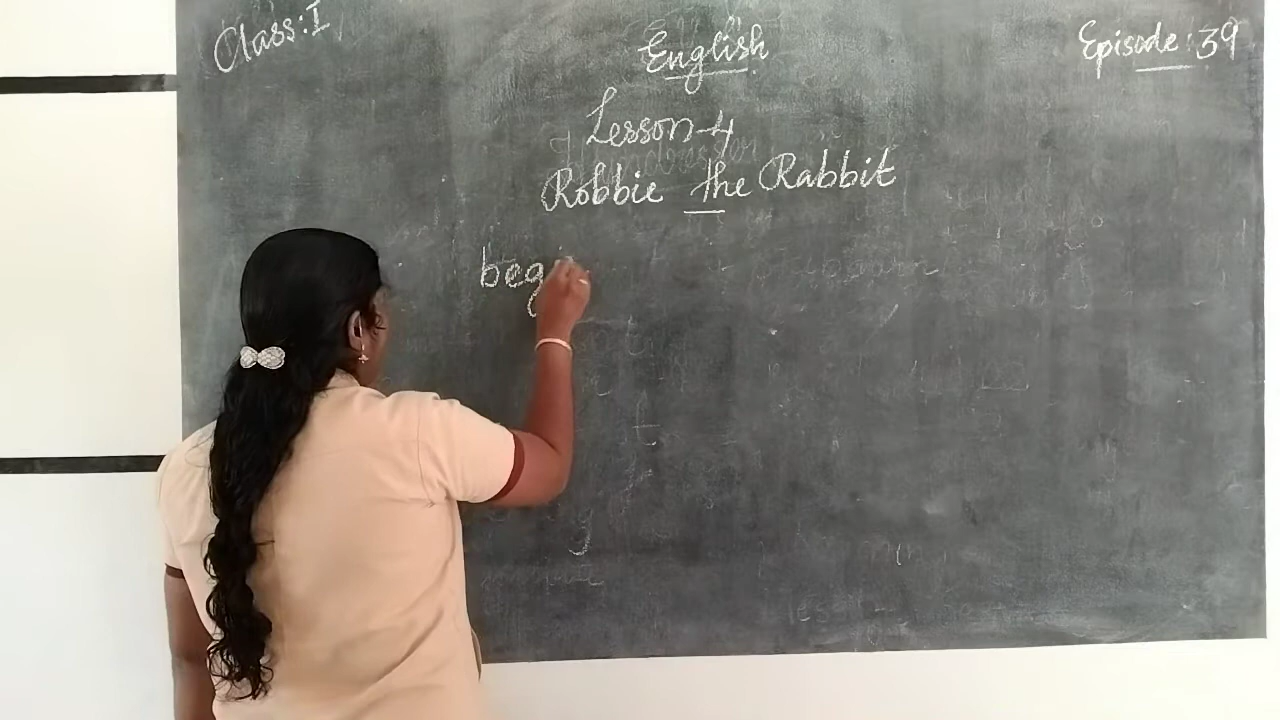 Class: I
English
Episode: 39
Lesson-4
Robbie the Rabbit
beg